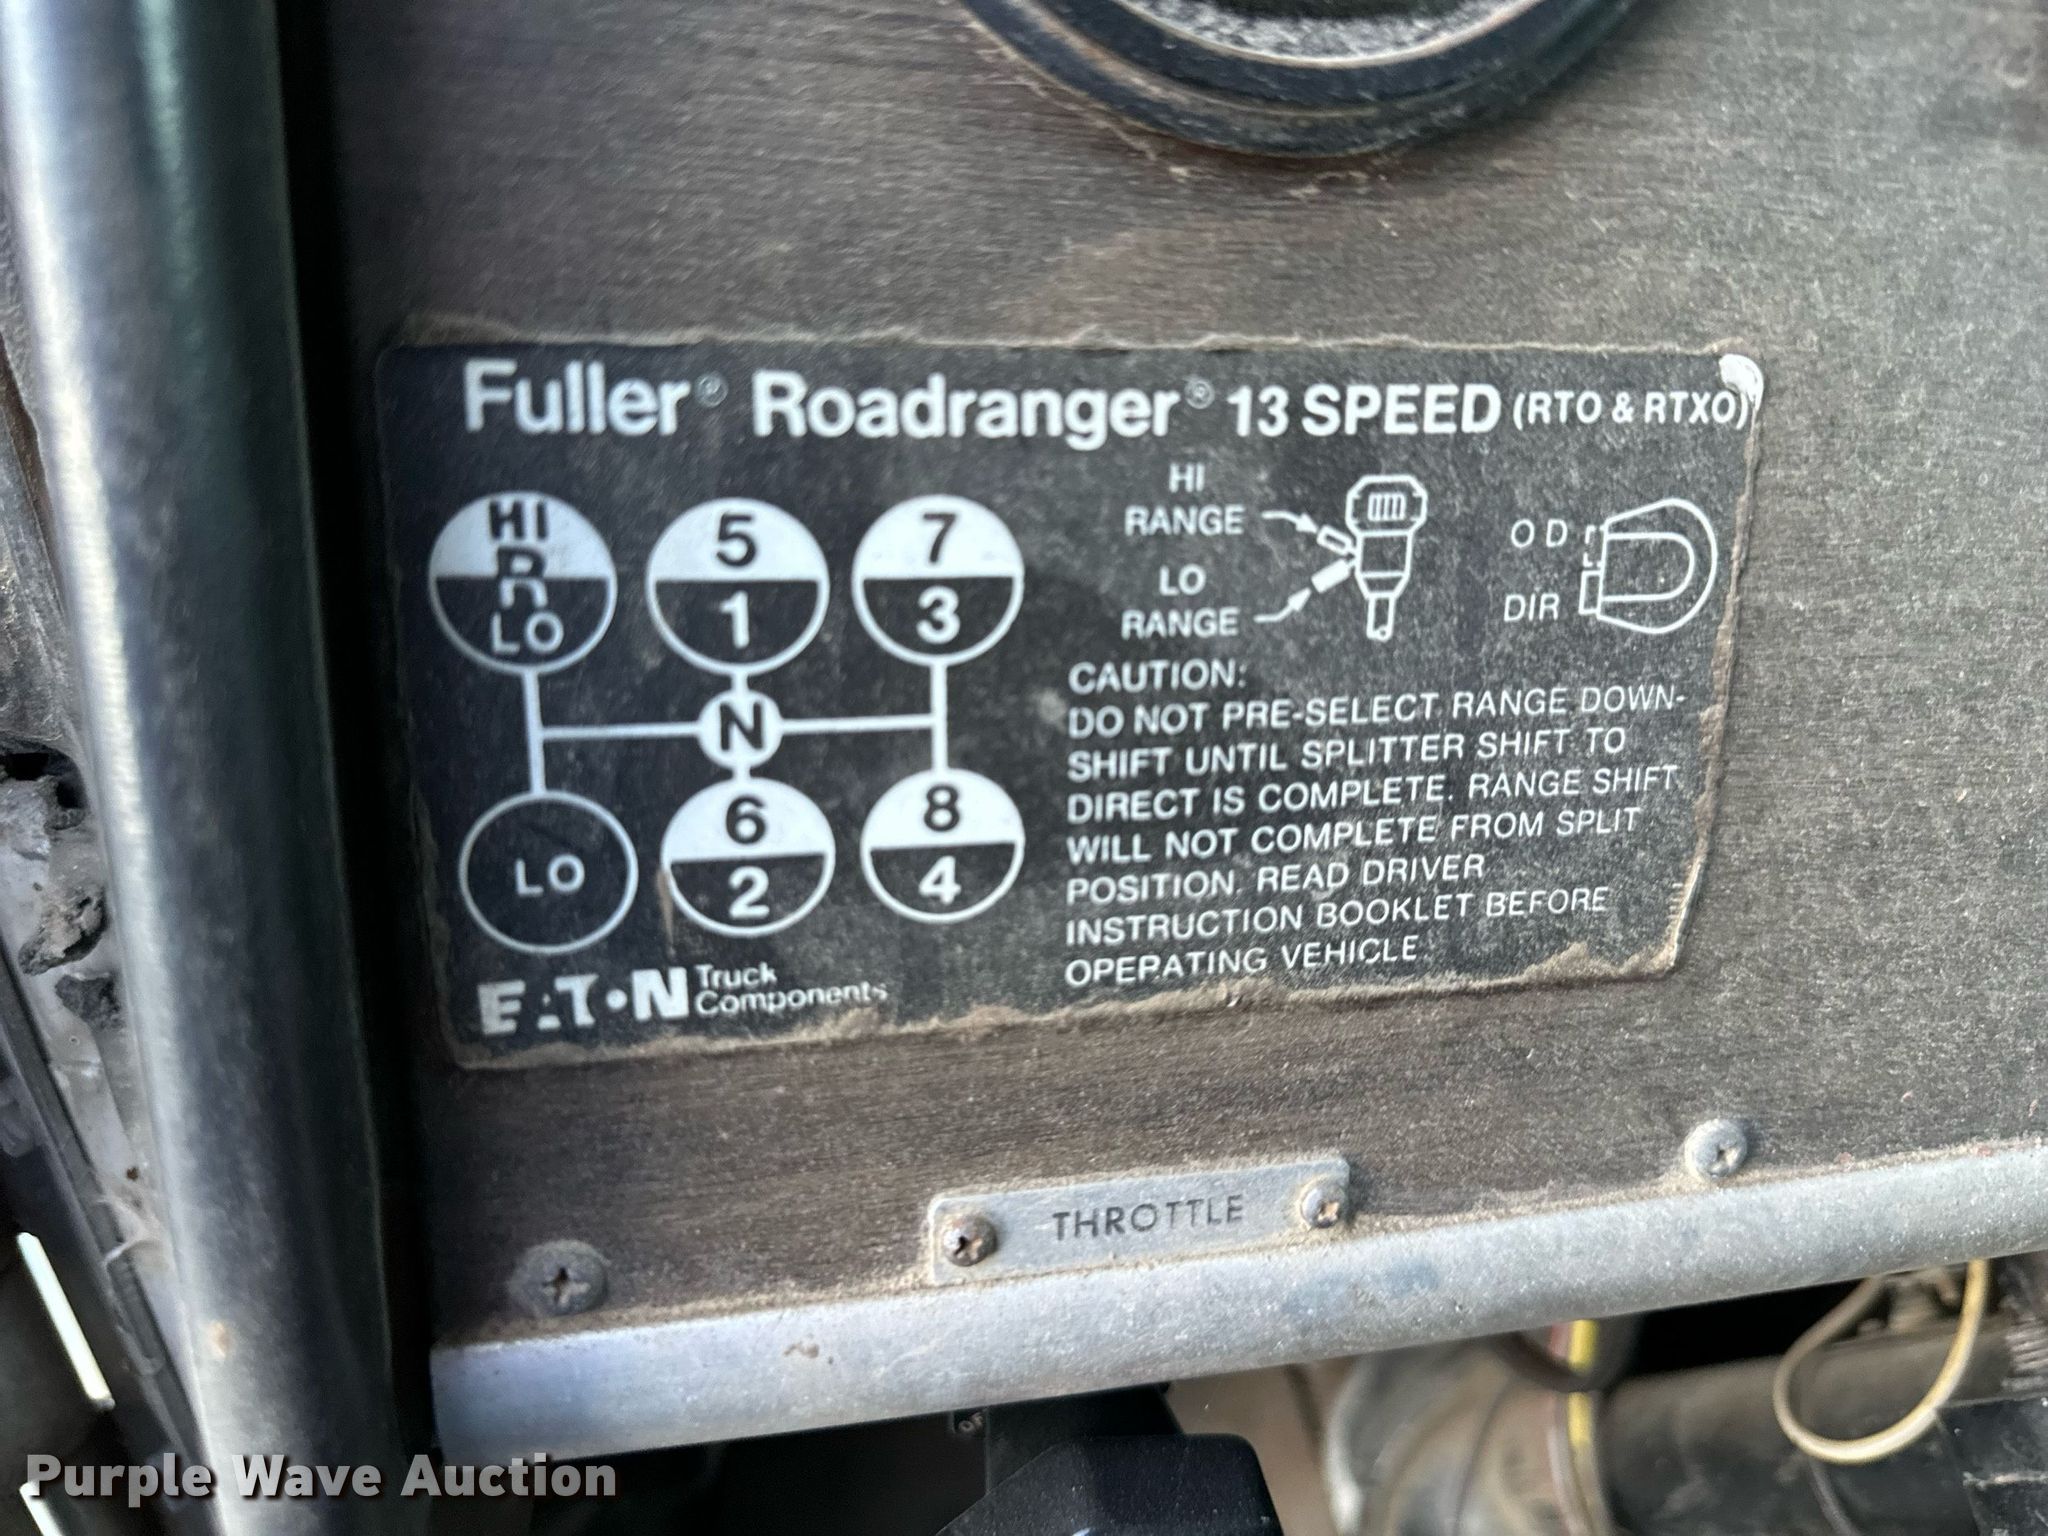 Fuller® Roadranger® 13 SPEED (RTO & RTXO)
HI
R
LO
5
1
7
3
N
LO
6
2
8
4
HI
RANGE
LO
RANGE
O D
DIR
CAUTION:
DO NOT PRE-SELECT RANGE DOWN-
SHIFT UNTIL SPLITTER SHIFT TO
DIRECT IS COMPLETE. RANGE SHIFT
WILL NOT COMPLETE FROM SPLIT
POSITION. READ DRIVER
INSTRUCTION BOOKLET BEFORE
OPERATING VEHICLE.
EAT•N Truck
Components
THROTTLE
Purple Wave Auction